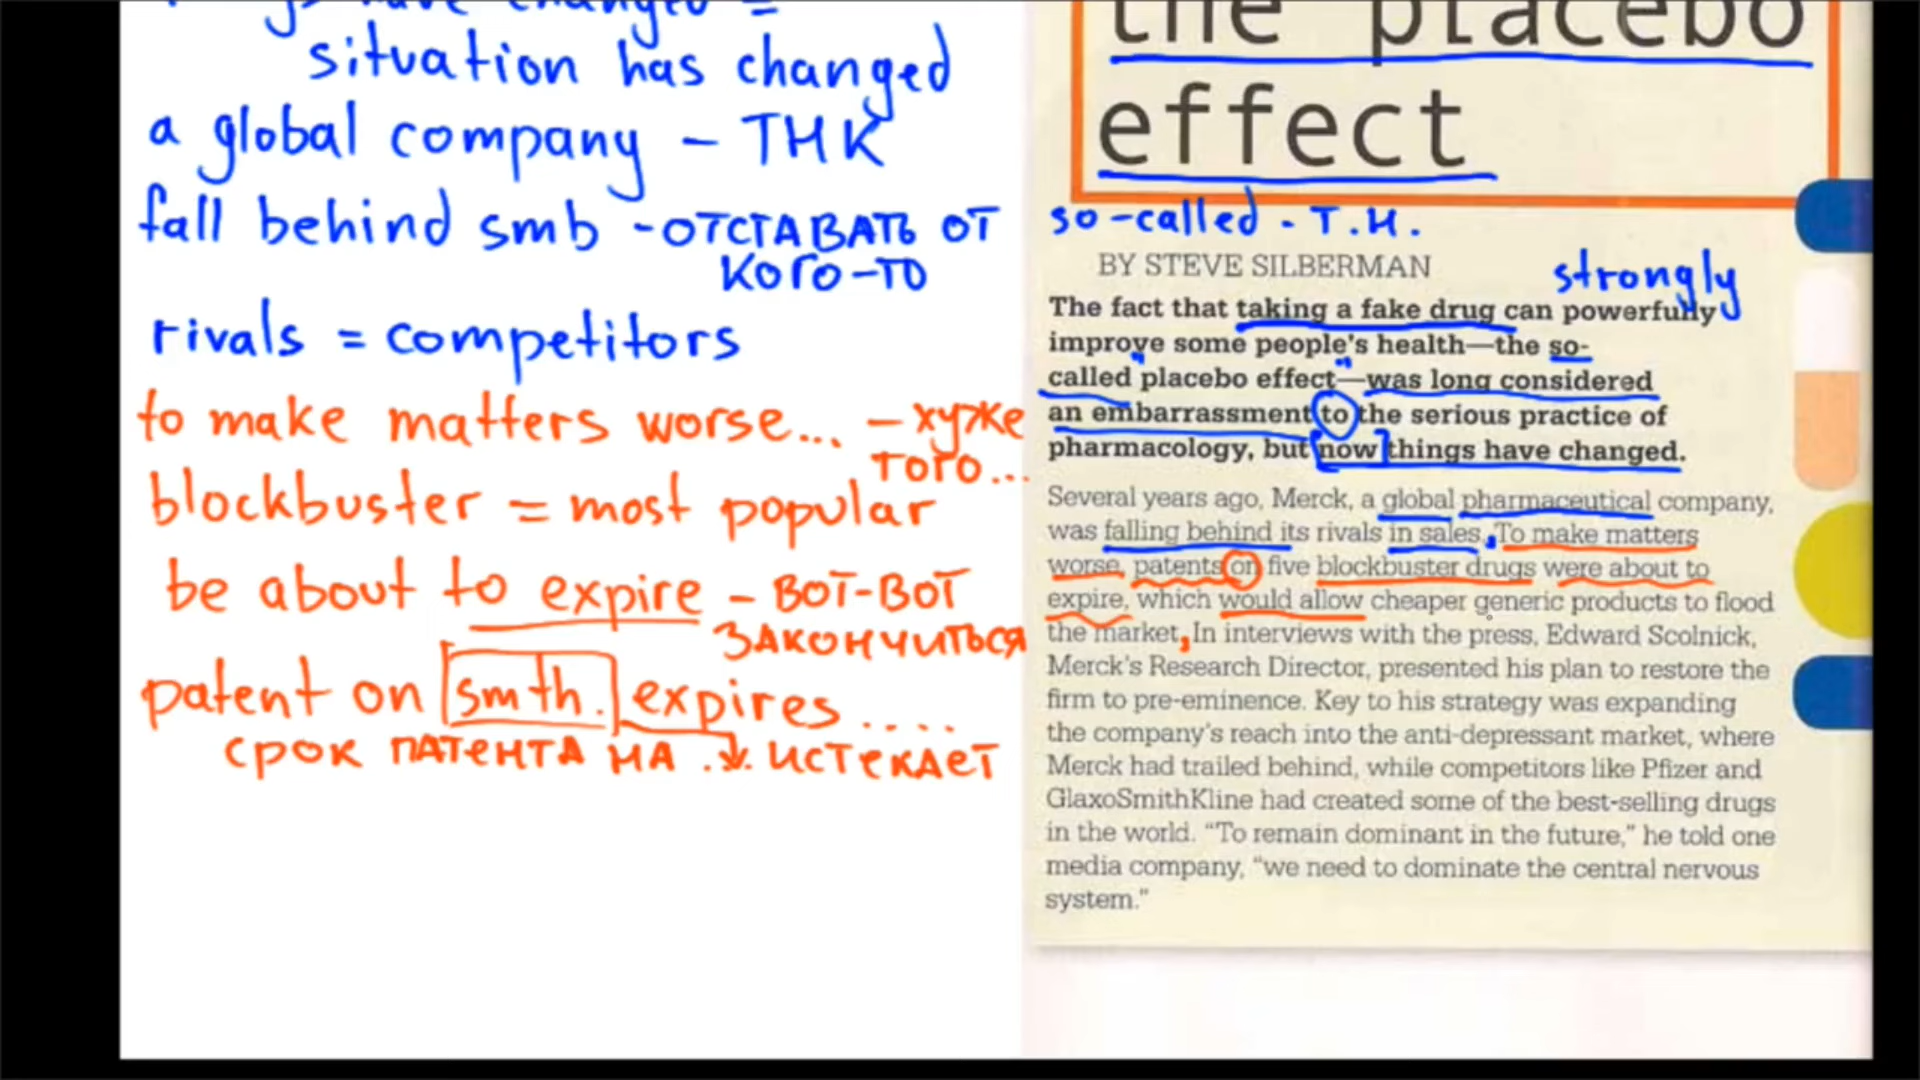 have changed =
situation has changed
a global company - ТНК
fall behind smb - ОТСТАВАТЬ ОТ
КОГО-ТО
rivals = competitors
to make matters worse... - хуже
ТОГО...
blockbuster = most popular
be about to expire - ВОТ-ВОТ
ЗАКОНЧИТЬСЯ
patent on smth. expires....
СРОК ПАТЕНТА НА ... ИСТЕКАЕТ
the placebo
effect
so-called - Т.Н.
BY STEVE SILBERMAN
strongly
The fact that taking a fake drug can powerfully
improve some people's health—the so-
called placebo effect—was long considered
an embarrassment to the serious practice of
pharmacology, but now things have changed.
Several years ago, Merck, a global pharmaceutical company,
was falling behind its rivals in sales. To make matters
worse, patents on five blockbuster drugs were about to
expire, which would allow cheaper generic products to flood
the market. In interviews with the press, Edward Scolnick,
Merck's Research Director, presented his plan to restore the
firm to pre-eminence. Key to his strategy was expanding
the company's reach into the anti-depressant market, where
Merck had trailed behind, while competitors like Pfizer and
GlaxoSmithKline had created some of the best-selling drugs
in the world. “To remain dominant in the future,” he told one
media company, “we need to dominate the central nervous
system.”